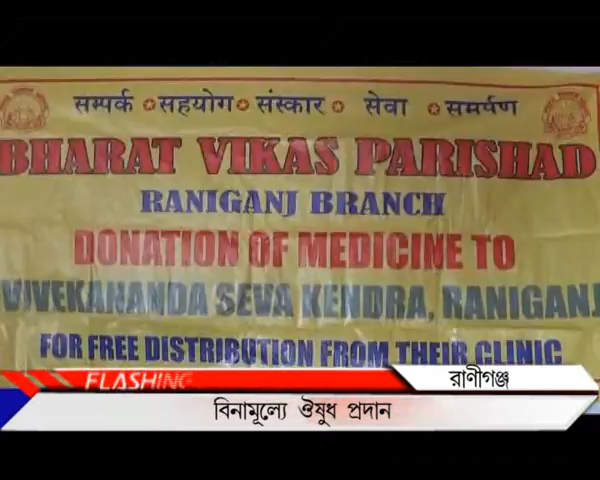 सम्पर्क ✪ सहयोग ✪ संस्कार ✪ सेवा ✪ समर्पण
BHARAT VIKAS PARISHAD
RANIGANJ BRANCH
DONATION OF MEDICINE TO
VIVEKANANDA SEVA KENDRA, RANIGANJ
FOR FREE DISTRIBUTION FROM THEIR CLINIC
FLASHING
রাণীগঞ্জ
বিনামূল্যে ঔষুধ প্রদান